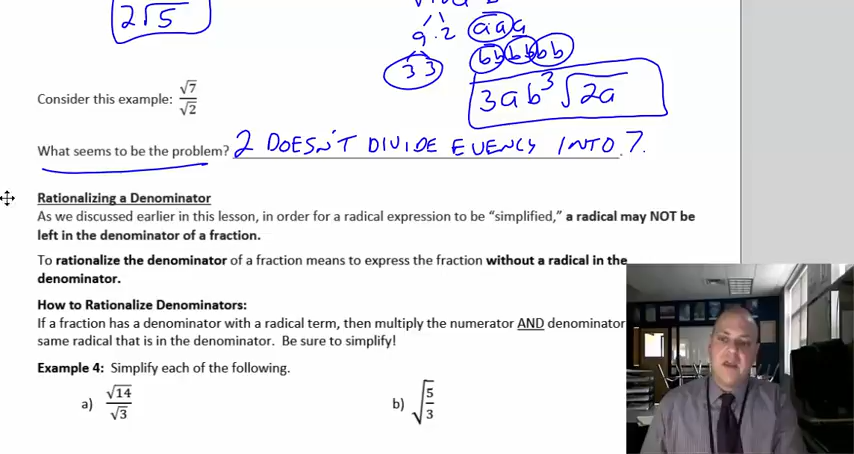 2√5
9·2
aaa
3 3
bb bb bb
3ab³√2a
Consider this example: √7/√2
What seems to be the problem? 2 DOESN'T DIVIDE EVENLY INTO 7.
Rationalizing a Denominator
As we discussed earlier in this lesson, in order for a radical expression to be “simplified,” a radical may NOT be
left in the denominator of a fraction.
To rationalize the denominator of a fraction means to express the fraction without a radical in the
denominator.
How to Rationalize Denominators:
If a fraction has a denominator with a radical term, then multiply the numerator AND denominator
same radical that is in the denominator. Be sure to simplify!
Example 4: Simplify each of the following.
a) √14/√3 b) √5/3